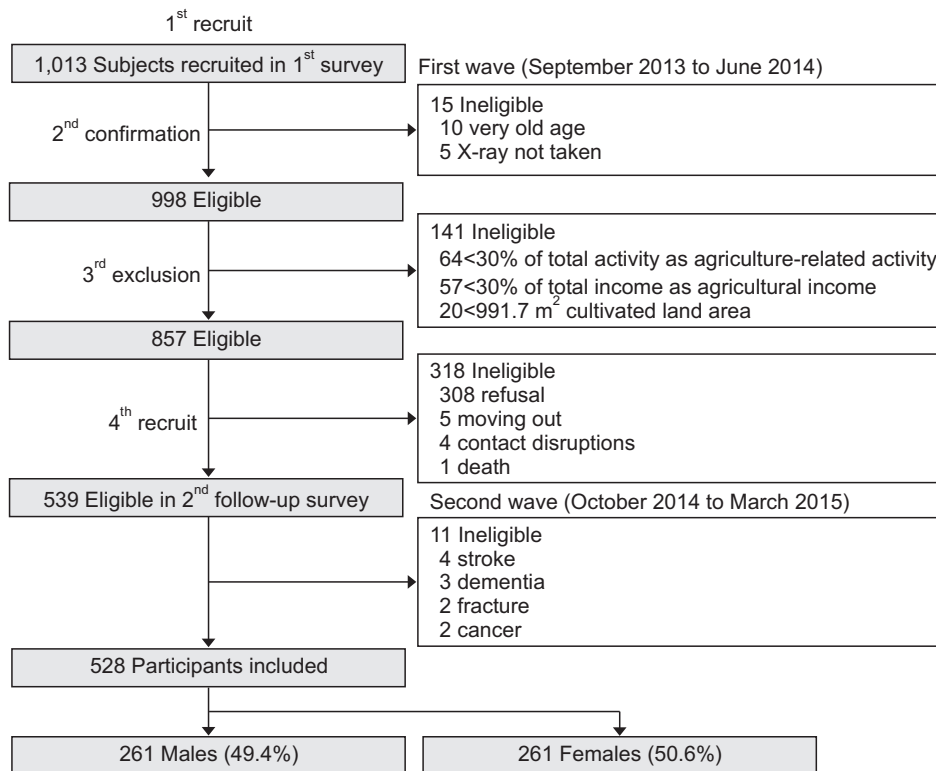 1st recruit
1,013 Subjects recruited in 1st survey
First wave (September 2013 to June 2014)
15 Ineligible
10 very old age
5 X-ray not taken
2nd confirmation
998 Eligible
141 Ineligible
64<30% of total activity as agriculture-related activity
57<30% of total income as agricultural income
20<991.7 m2 cultivated land area
3rd exclusion
857 Eligible
318 Ineligible
308 refusal
5 moving out
4 contact disruptions
1 death
4th recruit
539 Eligible in 2nd follow-up survey
Second wave (October 2014 to March 2015)
11 Ineligible
4 stroke
3 dementia
2 fracture
2 cancer
528 Participants included
261 Males (49.4%)
261 Females (50.6%)